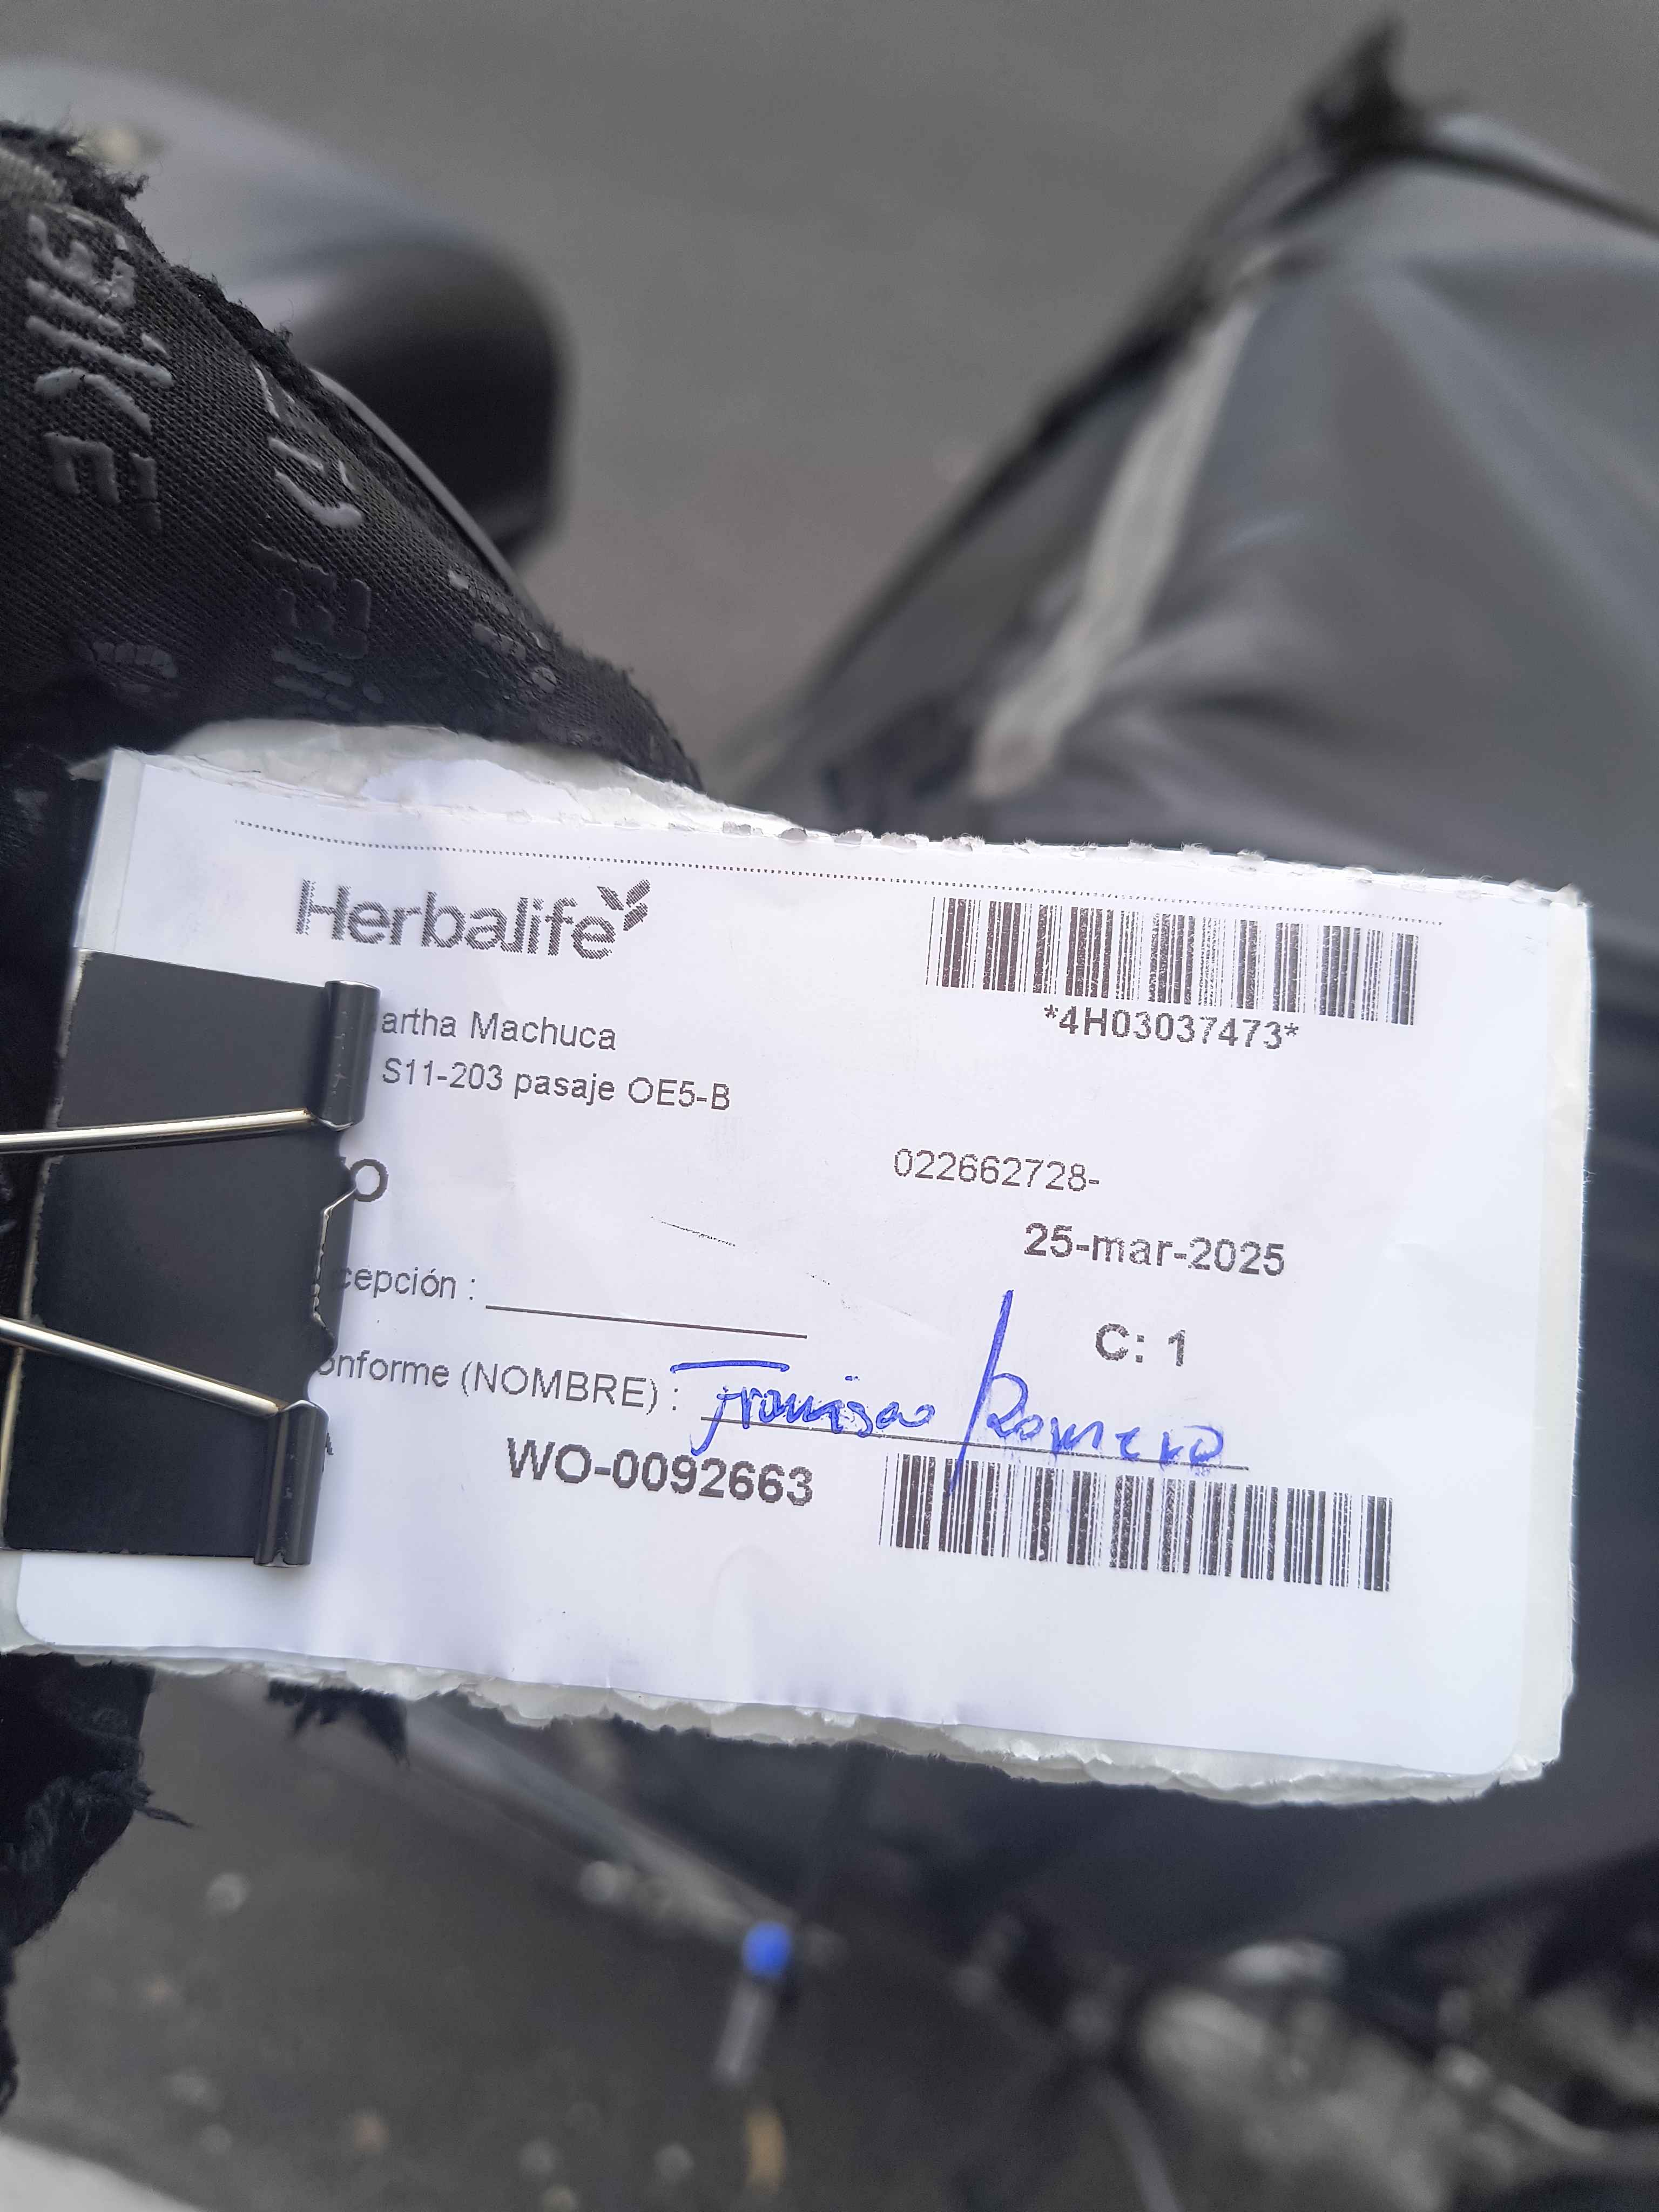 Herbalife
*4H03037473*
artha Machuca
S11-203 pasaje OE5-B
022662728-
25-mar-2025
cepción :
C: 1
onforme (NOMBRE) : Francisco Romero
WO-0092663